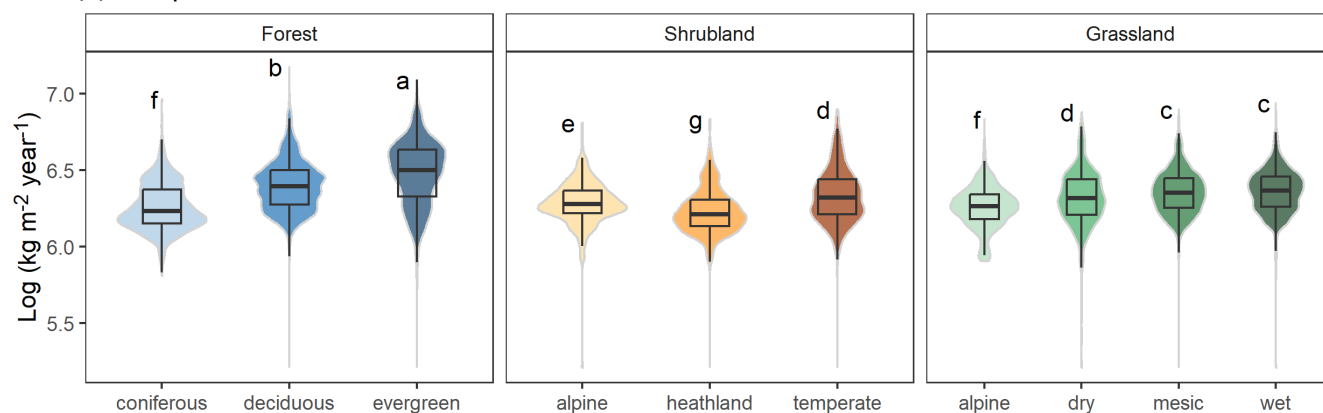 Forest
Shrubland
Grassland
Log (kg m⁻² year⁻¹)
7.0
6.5
6.0
5.5
f
b
a
e
g
d
f
d
c
c
coniferous
deciduous
evergreen
alpine
heathland
temperate
alpine
dry
mesic
wet